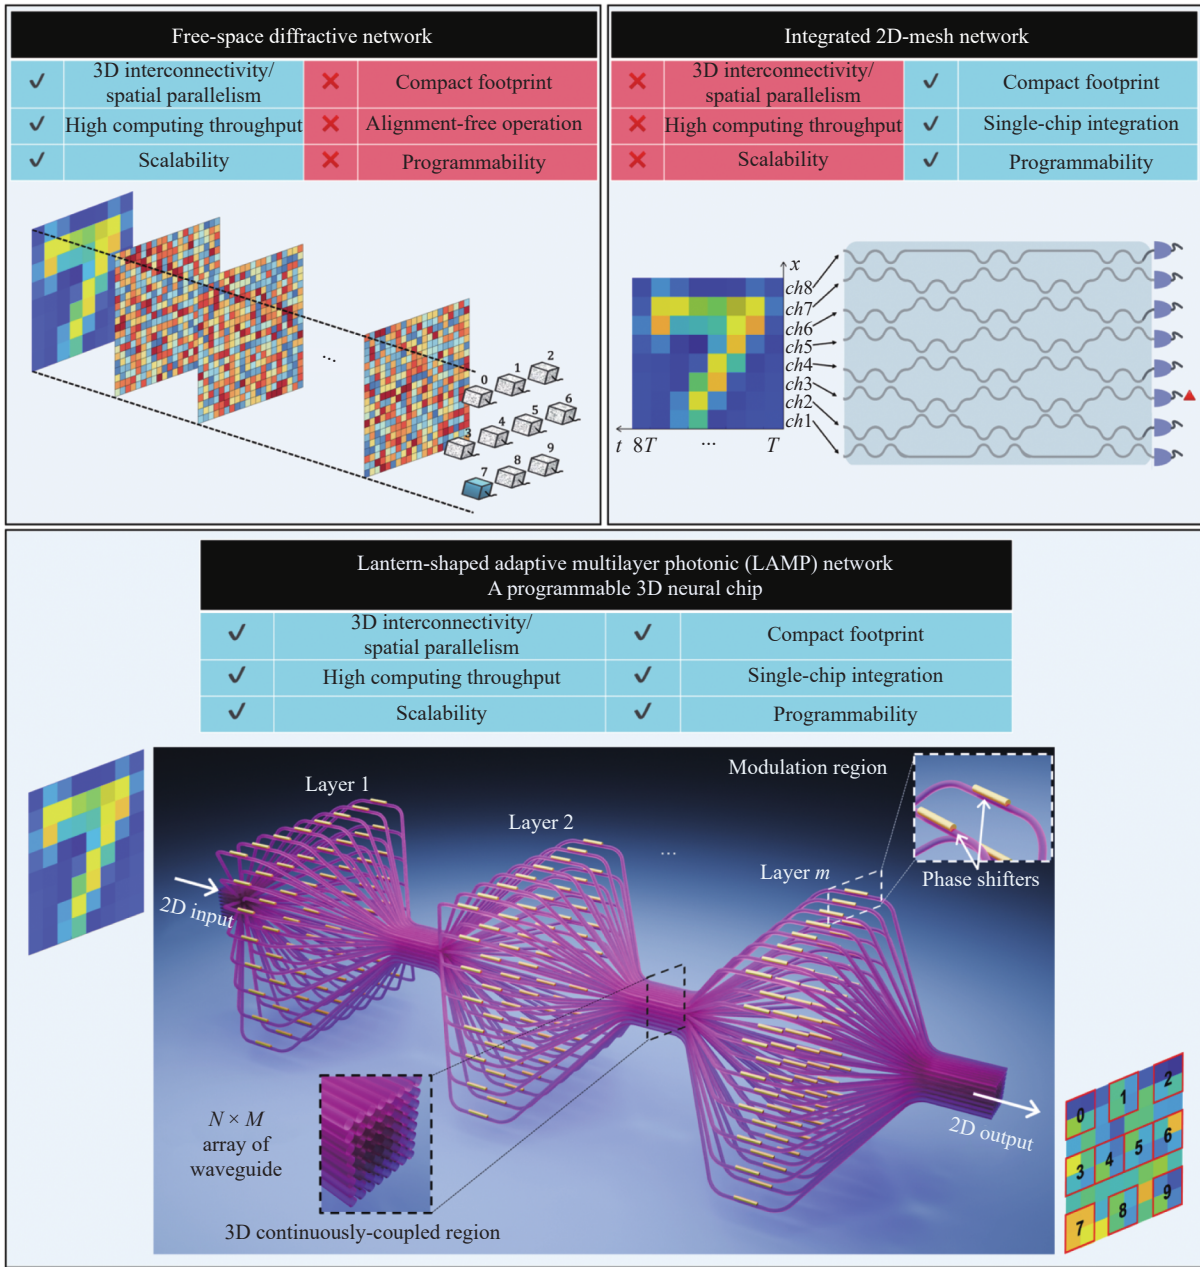 Free-space diffractive network
3D interconnectivity/
spatial parallelism
Compact footprint
High computing throughput
Alignment-free operation
Scalability
Programmability
...
0
1
2
3
4
5
6
7
8
9
Integrated 2D-mesh network
3D interconnectivity/
spatial parallelism
Compact footprint
High computing throughput
Single-chip integration
Scalability
Programmability
x
ch8
ch7
ch6
ch5
ch4
ch3
ch2
ch1
t 8T ... T
Lantern-shaped adaptive multilayer photonic (LAMP) network
A programmable 3D neural chip
3D interconnectivity/
spatial parallelism
Compact footprint
High computing throughput
Single-chip integration
Scalability
Programmability
Layer 1
Layer 2
...
Layer m
Modulation region
Phase shifters
2D input
N × M
array of
waveguide
3D continuously-coupled region
2D output
0
1
2
3
4
5
6
7
8
9